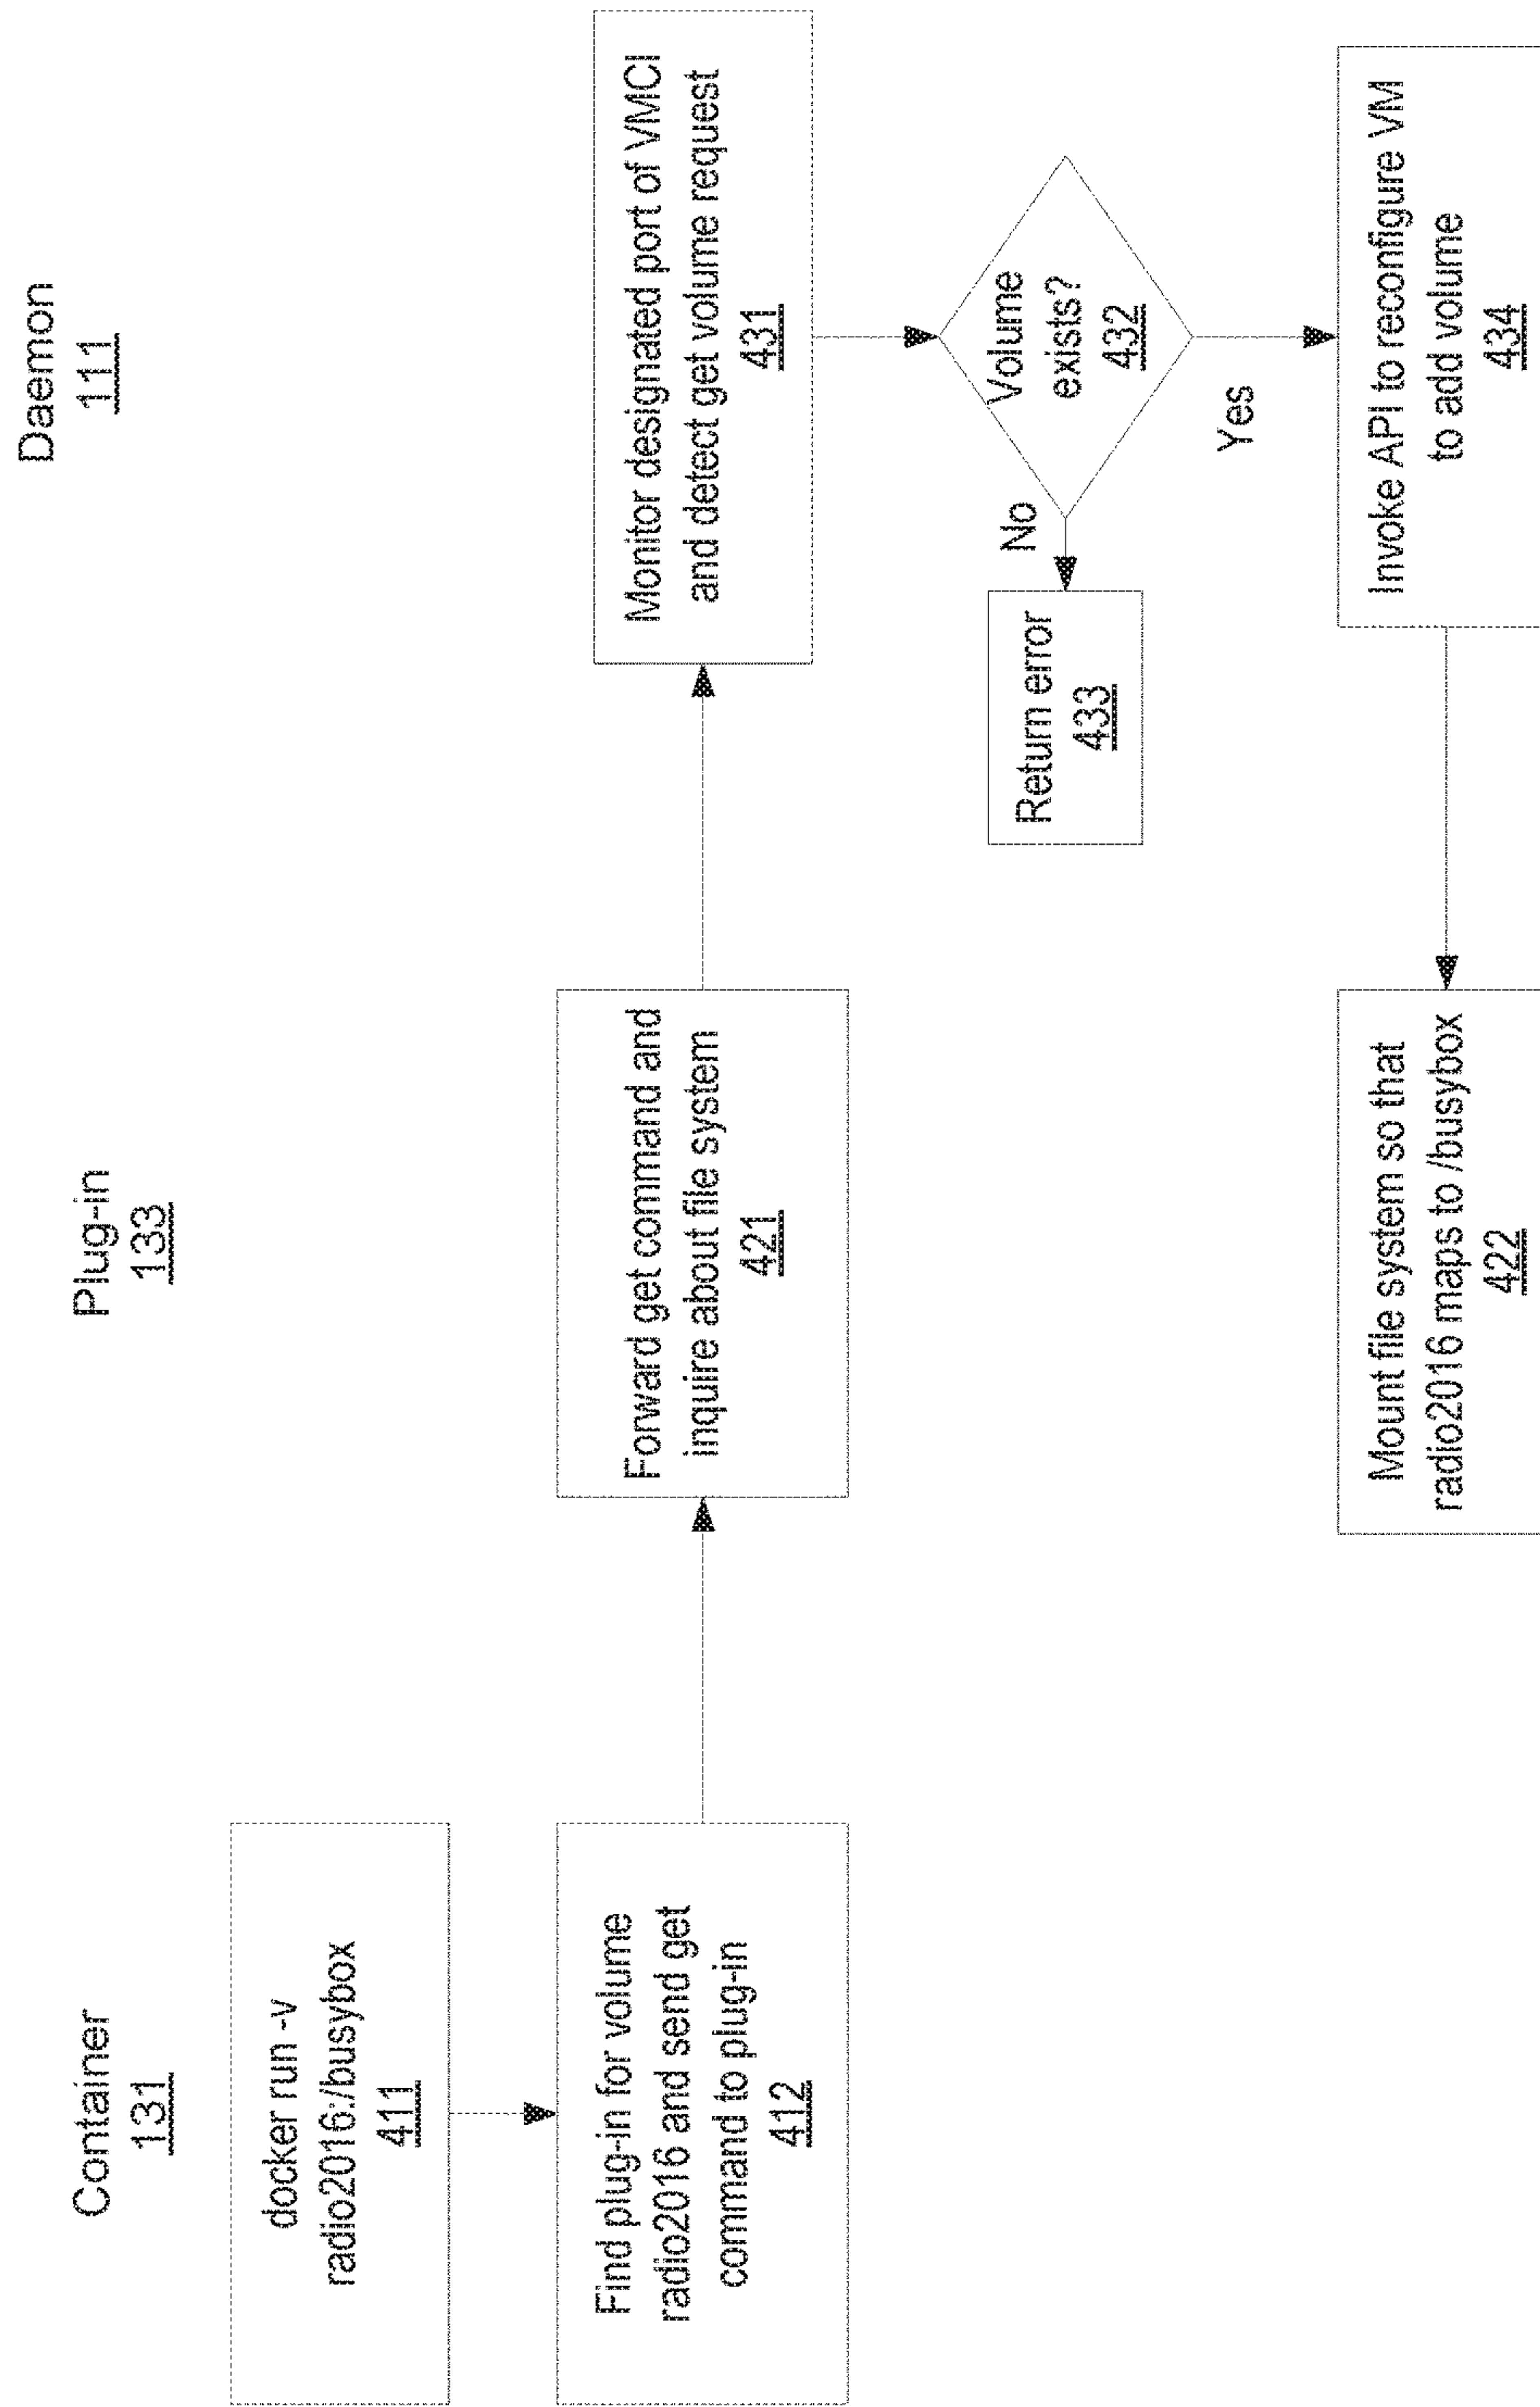 Container
131
Plug-in
133
Daemon
111
docker run -v
radio2016:/busybox
411
Find plug-in for volume
radio2016 and send get
command to plug-in
412
Forward get command and
inquire about file system
421
Monitor designated port of VMCI
and detect get volume request
431
Volume
exists?
432
No
Return error
433
Yes
Invoke API to reconfigure VM
to add volume
434
Mount file system so that
radio2016 maps to /busybox
422